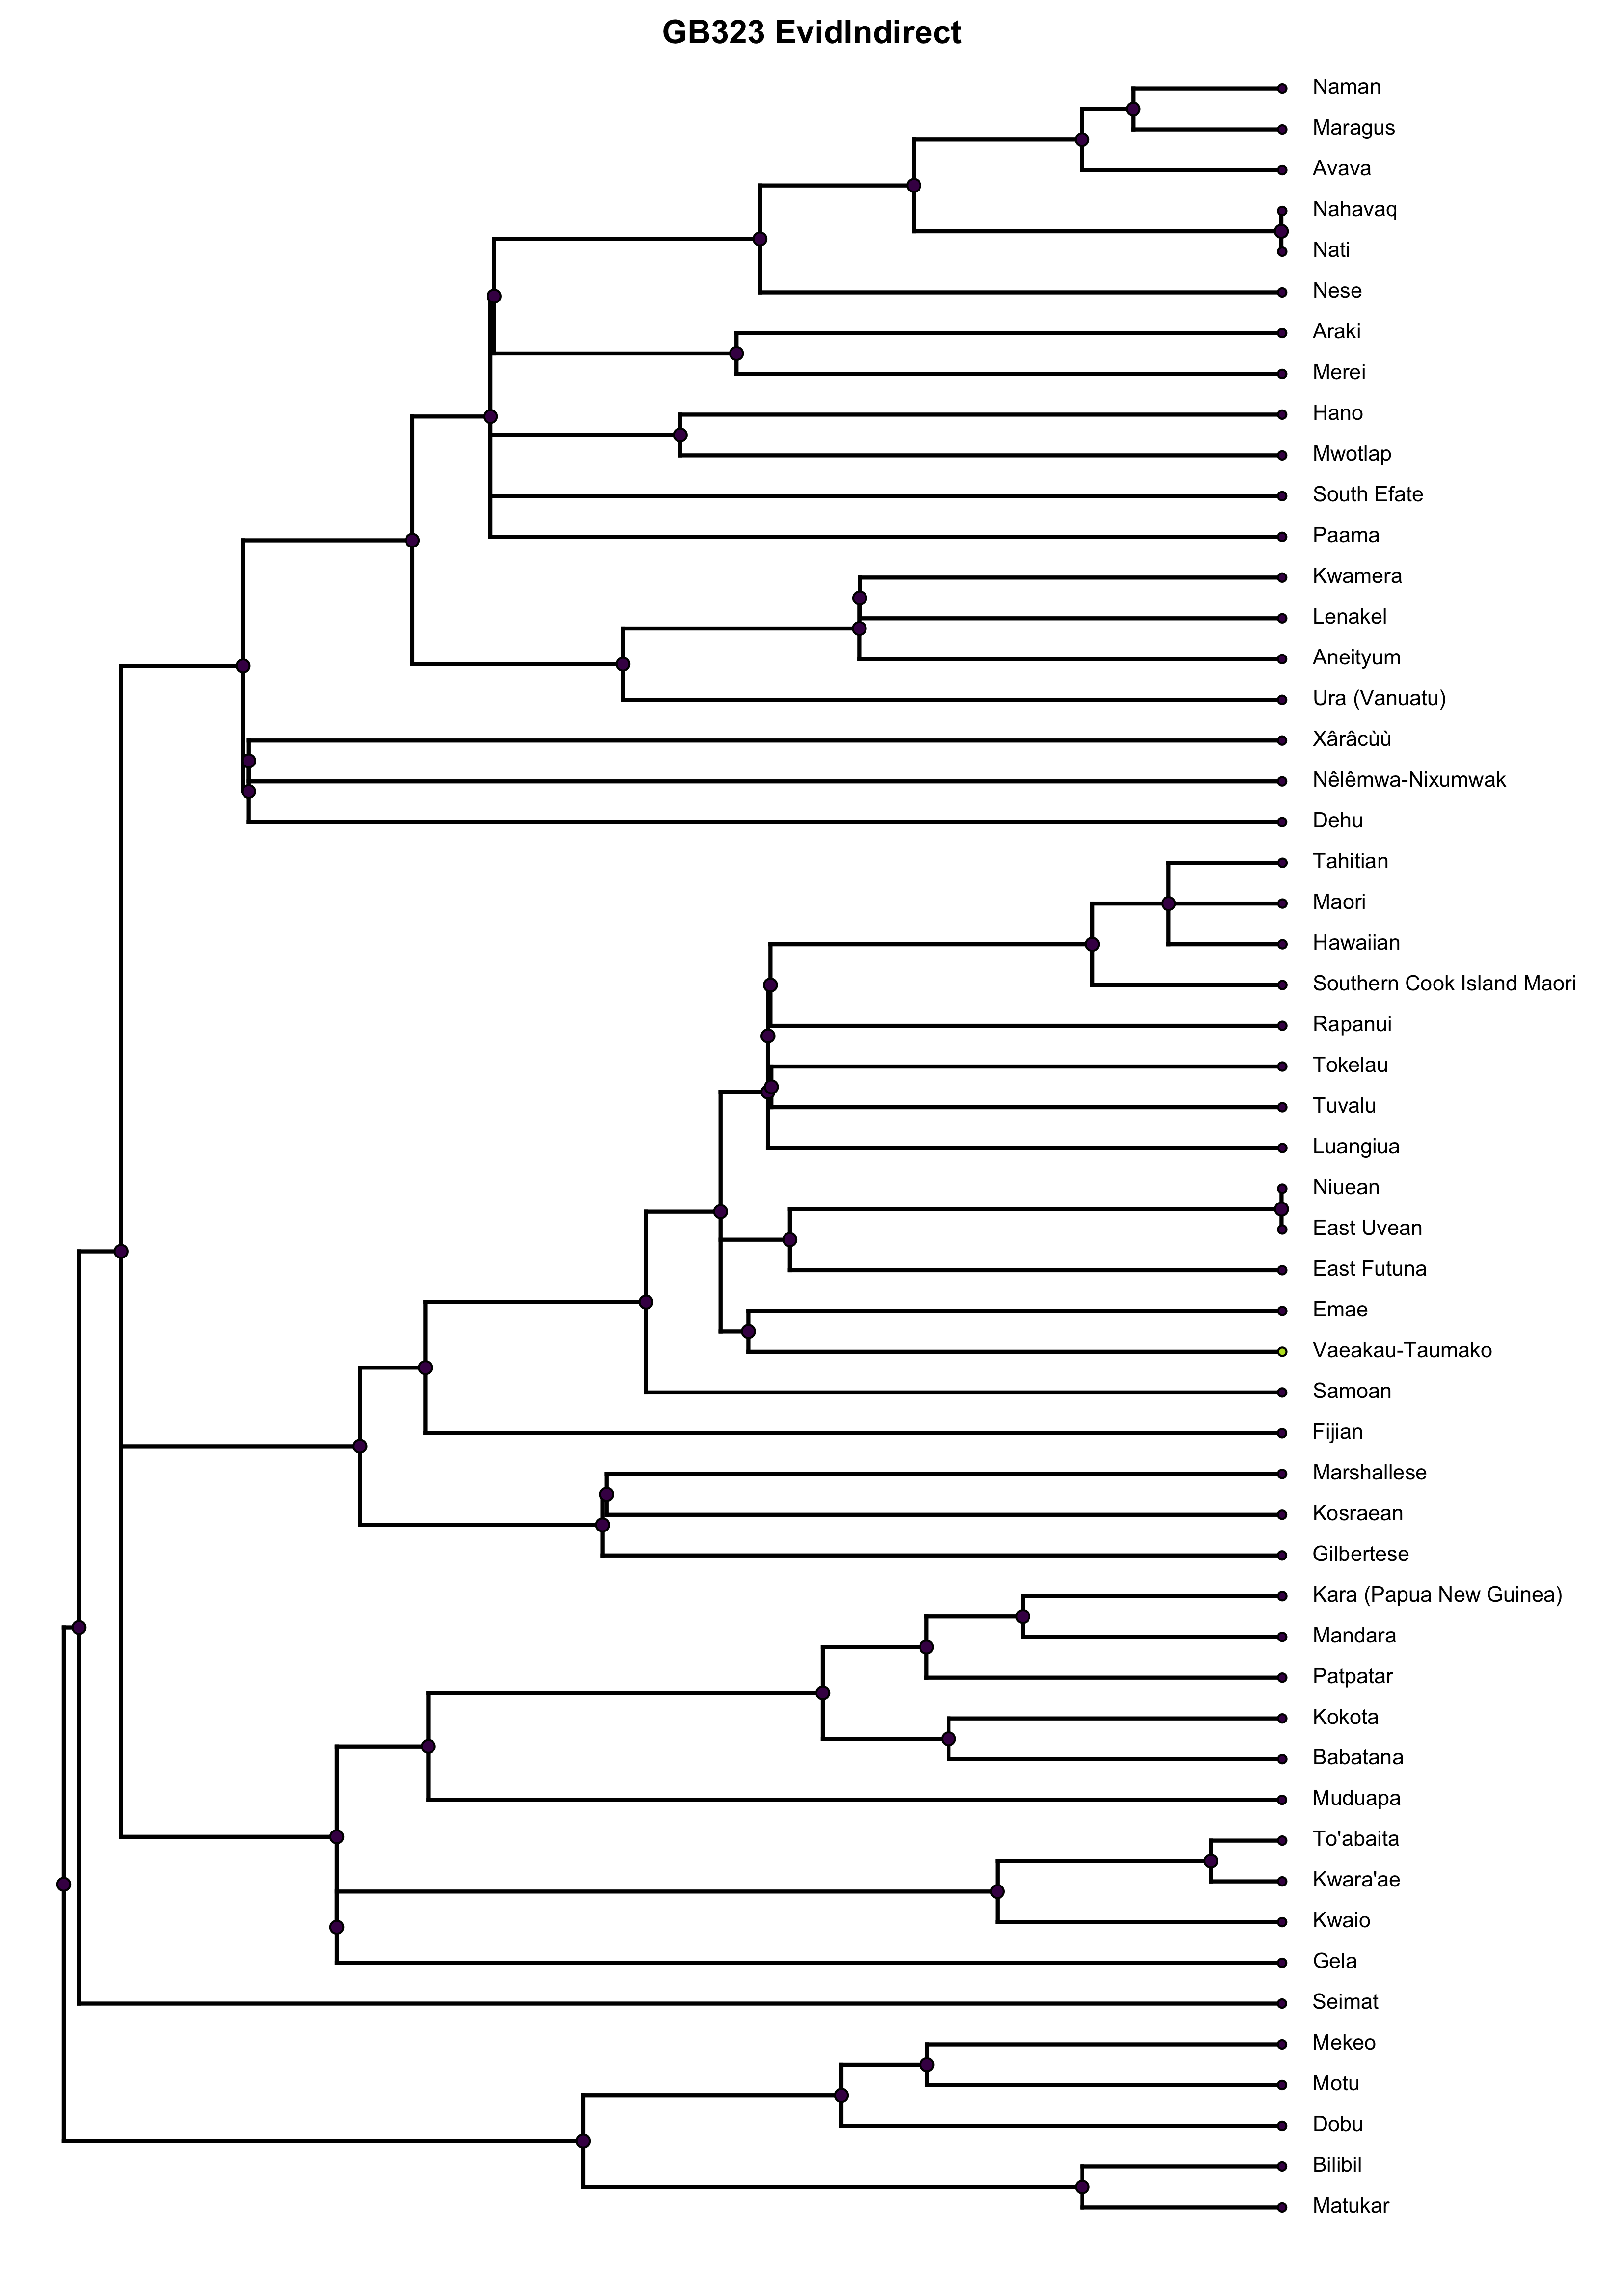 GB323 EvidIndirect
Naman
Maragus
Avava
Nahavaq
Nati
Nese
Araki
Merei
Hano
Mwotlap
South Efate
Paama
Kwamera
Lenakel
Aneityum
Ura (Vanuatu)
Xârâcùù
Nêlêmwa-Nixumwak
Dehu
Tahitian
Maori
Hawaiian
Southern Cook Island Maori
Rapanui
Tokelau
Tuvalu
Luangiua
Niuean
East Uvean
East Futuna
Emae
Vaeakau-Taumako
Samoan
Fijian
Marshallese
Kosraean
Gilbertese
Kara (Papua New Guinea)
Mandara
Patpatar
Kokota
Babatana
Muduapa
To'abaita
Kwara'ae
Kwaio
Gela
Seimat
Mekeo
Motu
Dobu
Bilibil
Matukar